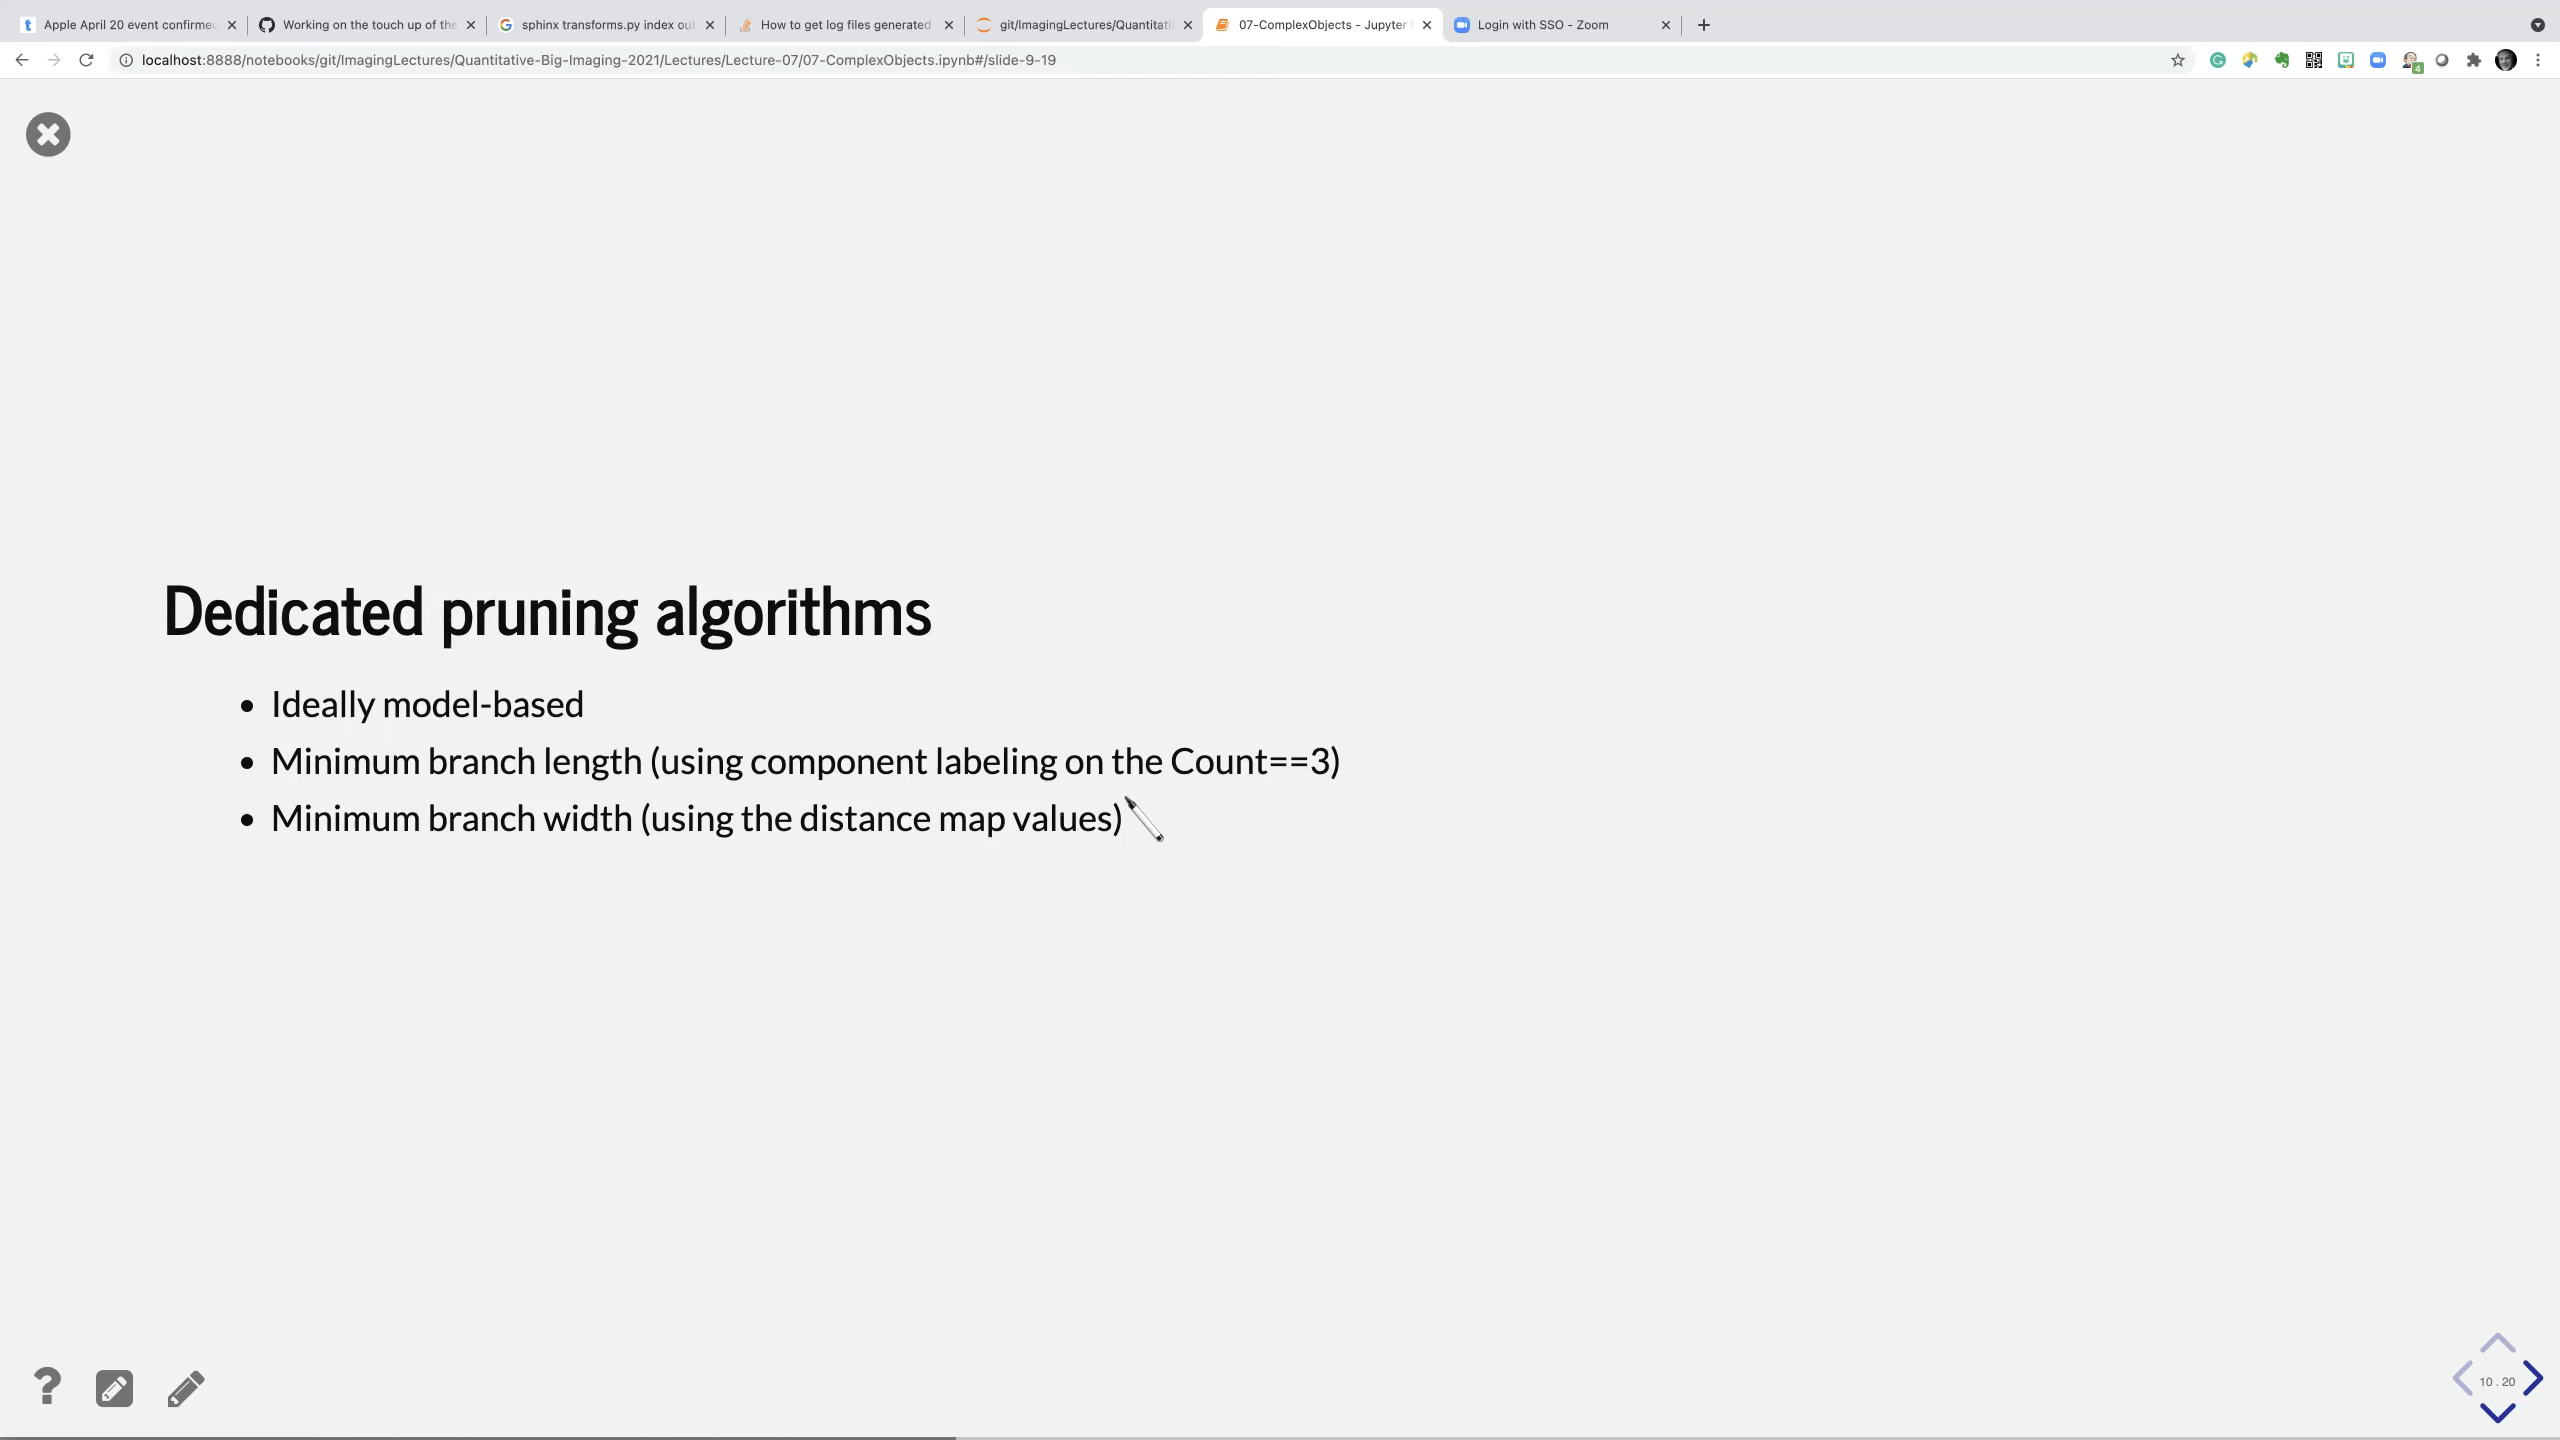 Apple April 20 event confirmed
Working on the touch up of the
sphinx transforms.py index out
How to get log files generated
git/ImagingLectures/Quantitati
07-ComplexObjects - Jupyter
Login with SSO - Zoom
localhost:8888/notebooks/git/ImagingLectures/Quantitative-Big-Imaging-2021/Lectures/Lecture-07/07-ComplexObjects.ipynb#/slide-9-19
4
Dedicated pruning algorithms
• Ideally model-based
• Minimum branch length (using component labeling on the Count==3)
• Minimum branch width (using the distance map values)
?
10 . 20